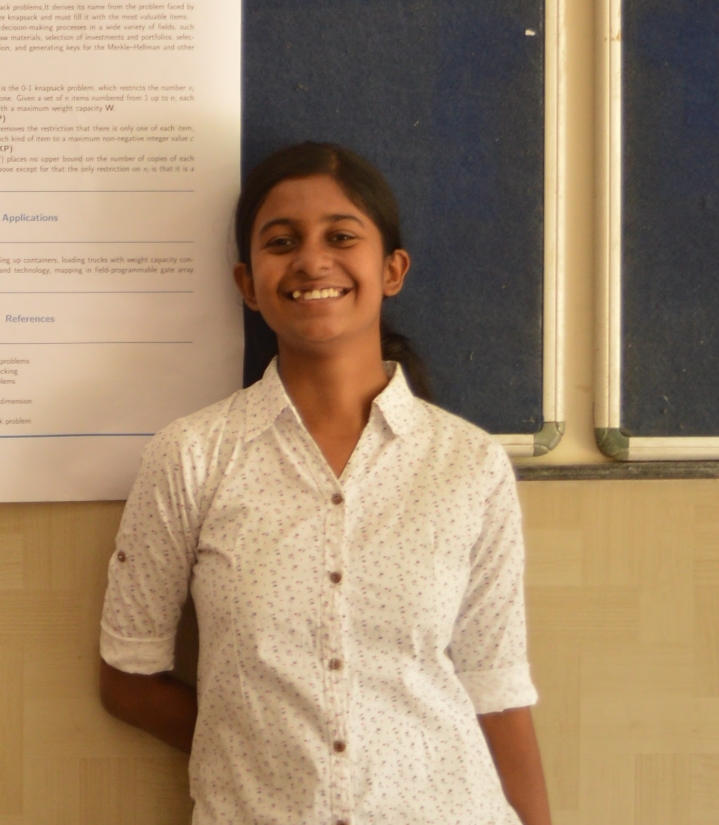 ack problems,It derives its name from the problem faced by
e knapsack and must fill it with the most valuable items.
decision-making processes in a wide variety of fields, such
aw materials, selection of investments and portfolios, selec-
ion, and generating keys for the Merkle-Hellman and other
is the 0-1 knapsack problem, which restricts the number
one. Given a set of n items numbered from 1 up to n, each
th a maximum weight capacity W.
P)
removes the restriction that there is only one of each item,
ch kind of item to a maximum non-negative integer value c
KP)
) places no upper bound on the number of copies of each
ove except for that the only restriction on is that it is a
Applications
ing up containers, loading trucks with weight capacity con-
and technology, mapping in field-programmable gate array
References
problems
cking
lems
dimension
k problem